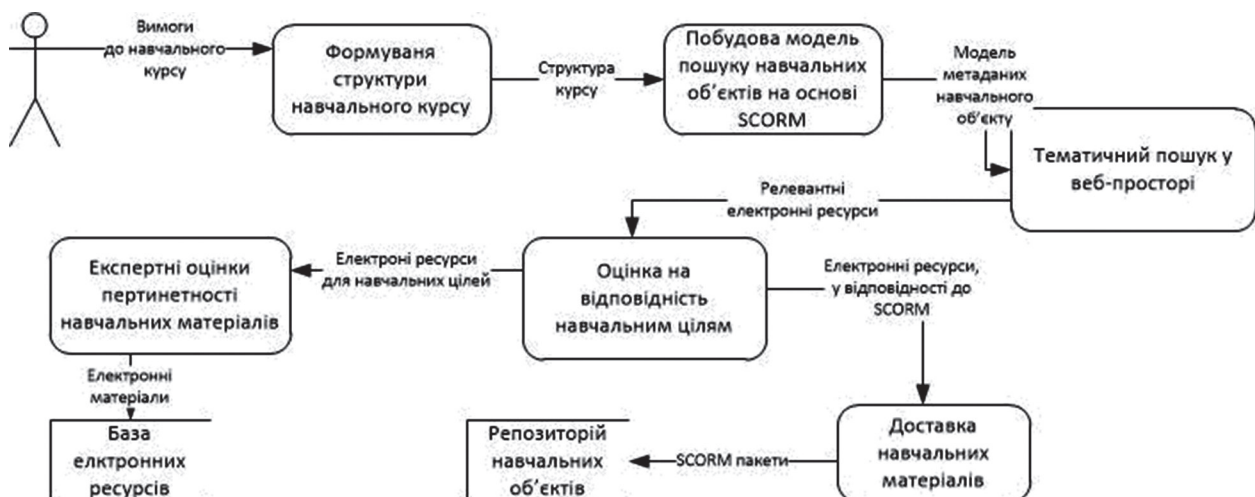 Вимоги
до навчального
курсу
Формуваня
структури
навчального курсу
Структура
курсу
Побудова модель
пошуку навчальних
об’єктів на основі
SCORM
Модель
метаданих
навчального
об’єкту
Тематичний пошук у
веб-просторі
Релевантні
електронні ресурси
Оцінка на
відповідність
навчальним цілям
Електроні ресурси
для навчальних цілей
Експертні оцінки
пертинетності
навчальних матеріалів
Електронні
матеріали
База
елктронних
ресурсів
Електронні ресурси,
у відповідності до
SCORM
Доставка
навчальних
матеріалів
SCORM пакети
Репозиторій
навчальних
об’єктів